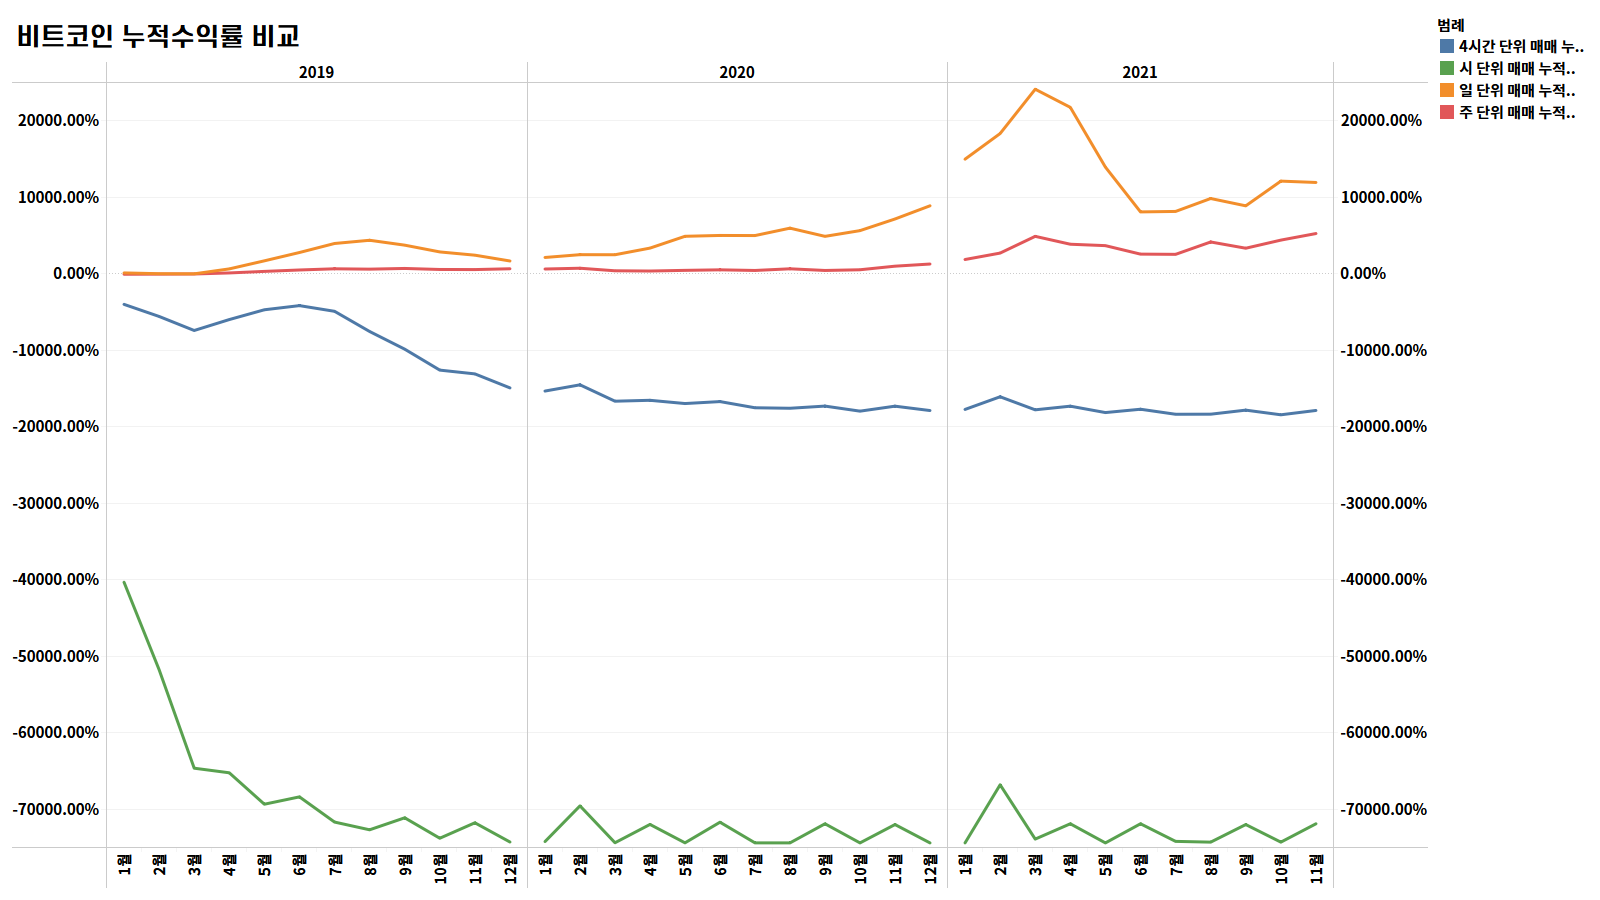 비트코인 누적수익률 비교
범례
4시간 단위 매매 누..
시 단위 매매 누적..
일 단위 매매 누적..
주 단위 매매 누적..
2019 2020 2021
20000.00% 20000.00%
10000.00% 10000.00%
0.00% 0.00%
-10000.00% -10000.00%
-20000.00% -20000.00%
-30000.00% -30000.00%
-40000.00% -40000.00%
-50000.00% -50000.00%
-60000.00% -60000.00%
-70000.00% -70000.00%
1월 2월 3월 4월 5월 6월 7월 8월 9월 10월 11월 12월 1월 2월 3월 4월 5월 6월 7월 8월 9월 10월 11월 12월 1월 2월 3월 4월 5월 6월 7월 8월 9월 10월 11월